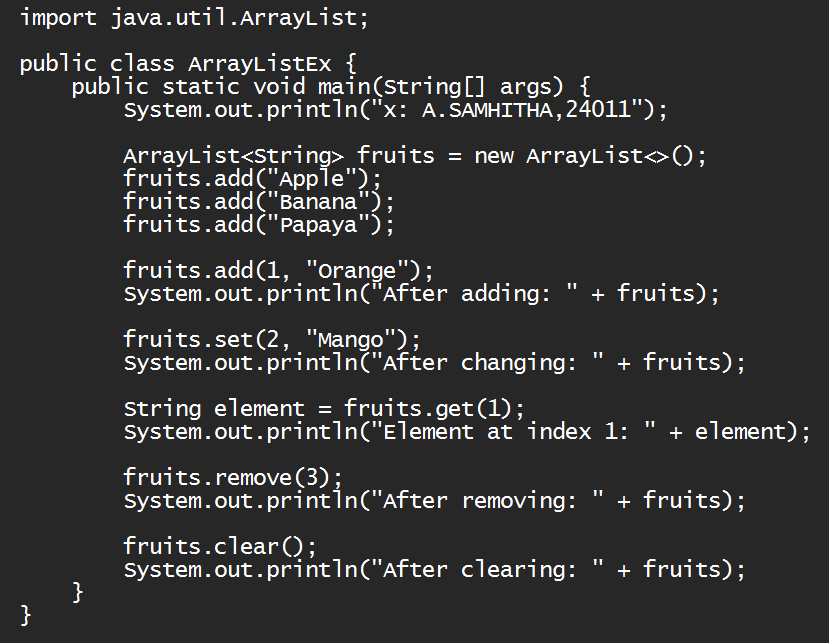 import java.util.ArrayList;
public class ArrayListEx {
public static void main(String[] args) {
System.out.println("x: A.SAMHITHA,24011");
ArrayList<String> fruits = new ArrayList<>();
fruits.add("Apple");
fruits.add("Banana");
fruits.add("Papaya");
fruits.add(1, "Orange");
System.out.println("After adding: " + fruits);
fruits.set(2, "Mango");
System.out.println("After changing: " + fruits);
String element = fruits.get(1);
System.out.println("Element at index 1: " + element);
fruits.remove(3);
System.out.println("After removing: " + fruits);
fruits.clear();
System.out.println("After clearing: " + fruits);
}
}